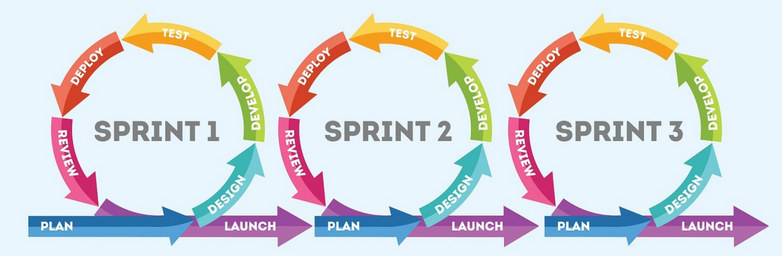 TEST
DEPLOY
DEVELOP
SPRINT 1
REVIEW
DESIGN
PLAN
LAUNCH
TEST
DEPLOY
DEVELOP
SPRINT 2
REVIEW
DESIGN
PLAN
LAUNCH
TEST
DEPLOY
DEVELOP
SPRINT 3
REVIEW
DESIGN
PLAN
LAUNCH